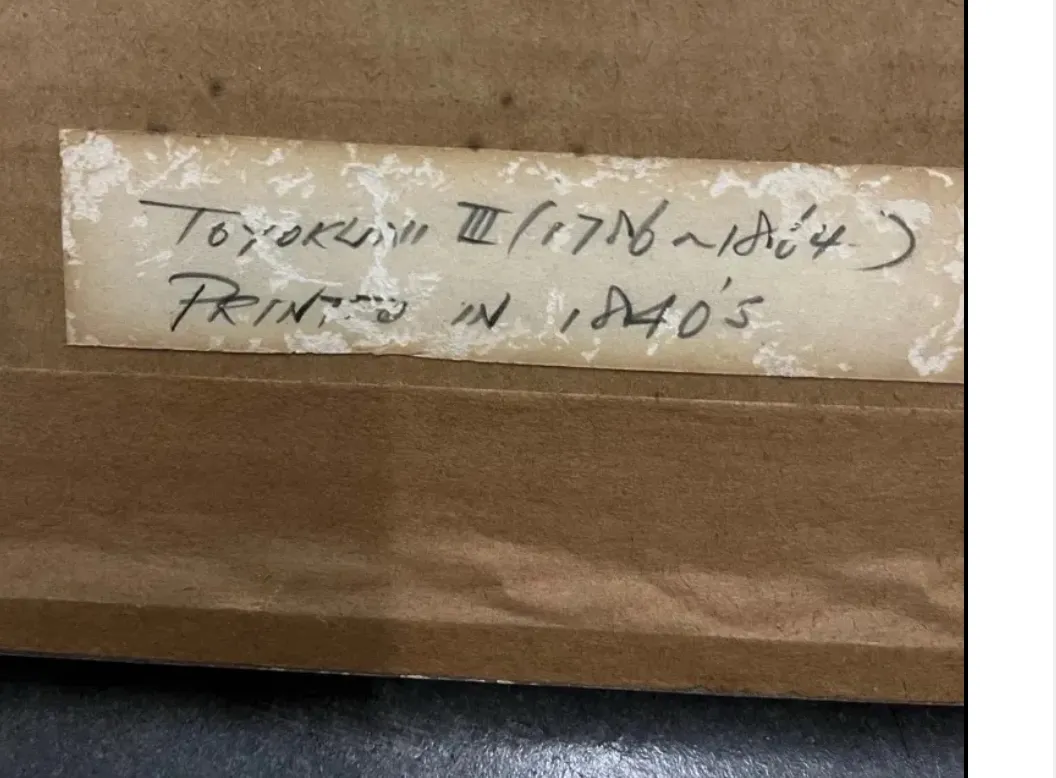 TOYOKUNI III (1786~1864)
PRINTED IN 1840's